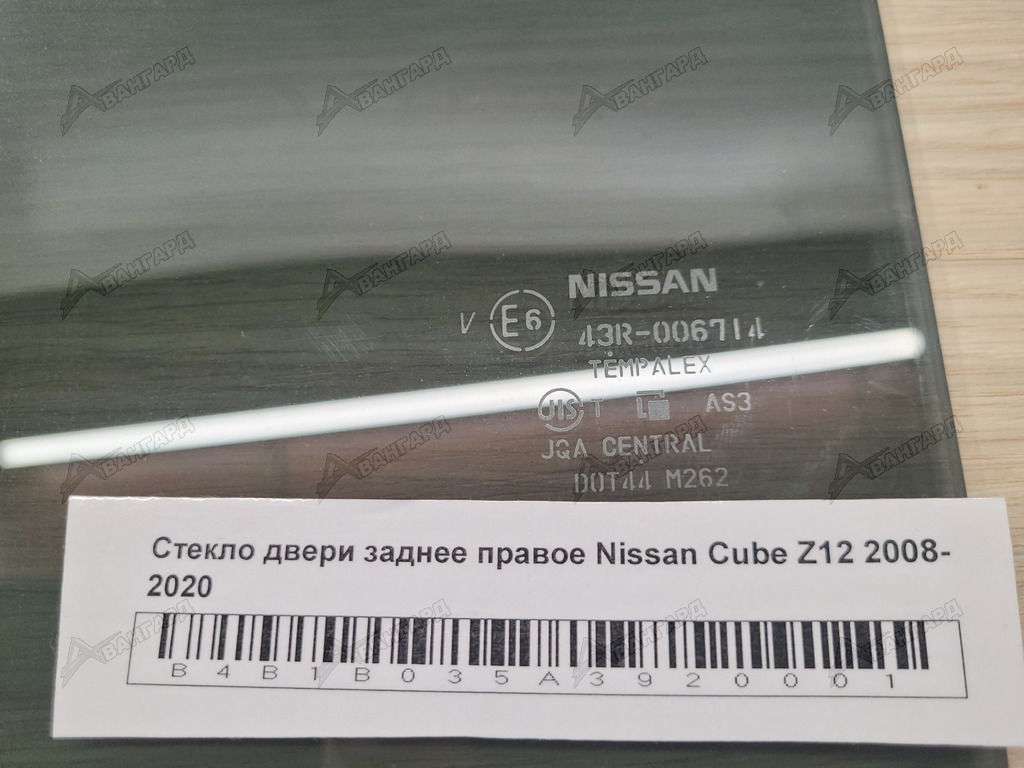 NISSAN
V E6 43R-006714
TEMPALEX
JIS T AS3
JQA CENTRAL
DOT44 M262
Стекло двери заднее правое Nissan Cube Z12 2008-
2020
B4B1B035A3920001
АВАНГАРД